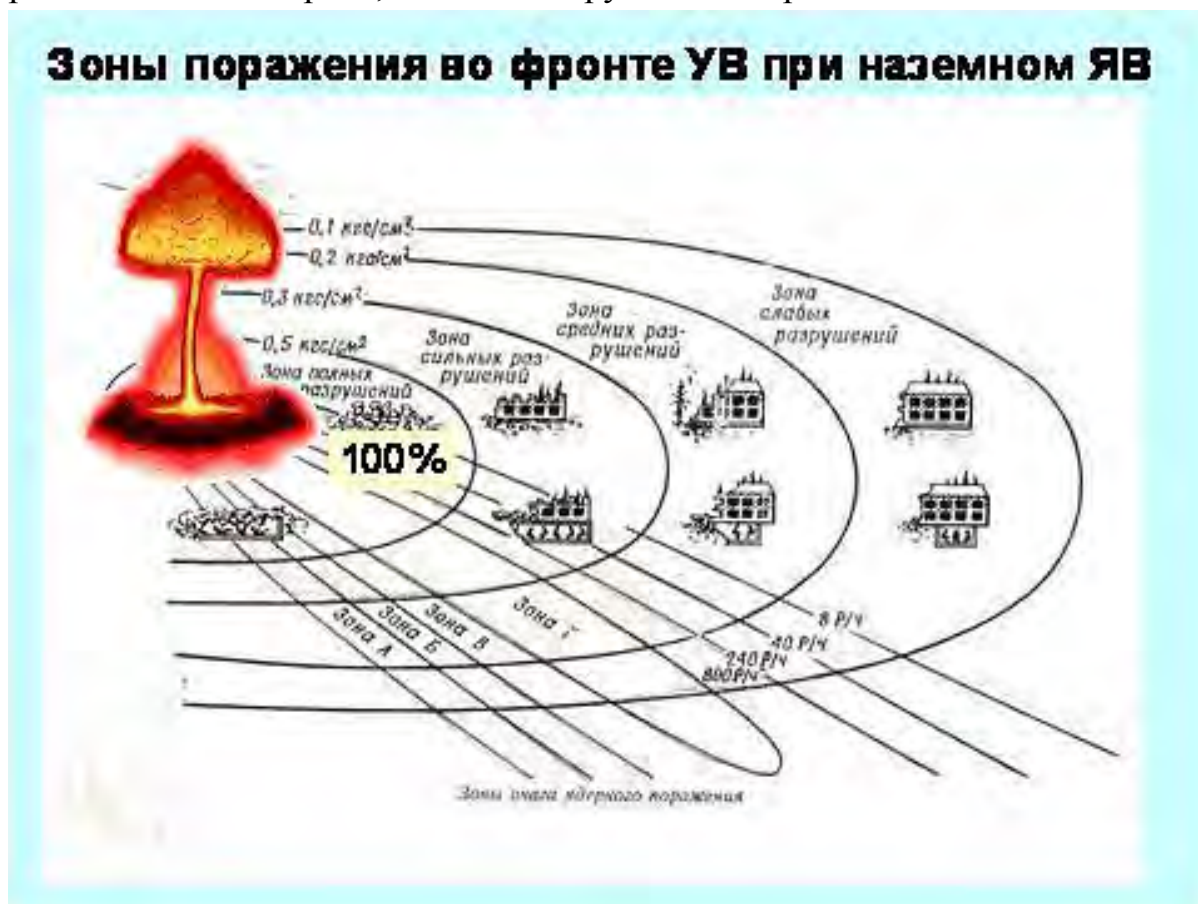 Зоны поражения во фронте УВ при наземном ЯВ
0,1 кгс/см²
0,2 кгс/см²
0,3 кгс/см²
0,5 кгс/см²
Зона полных
разрушений
Зона
сильных раз-
рушений
Зона
средних раз-
рушений
Зона
слабых
разрушений
100%
Зона А
Зона Б
Зона В
Зона Г
8 Р/ч
40 Р/ч
240 Р/ч
800 Р/ч
Зоны очага ядерного поражения